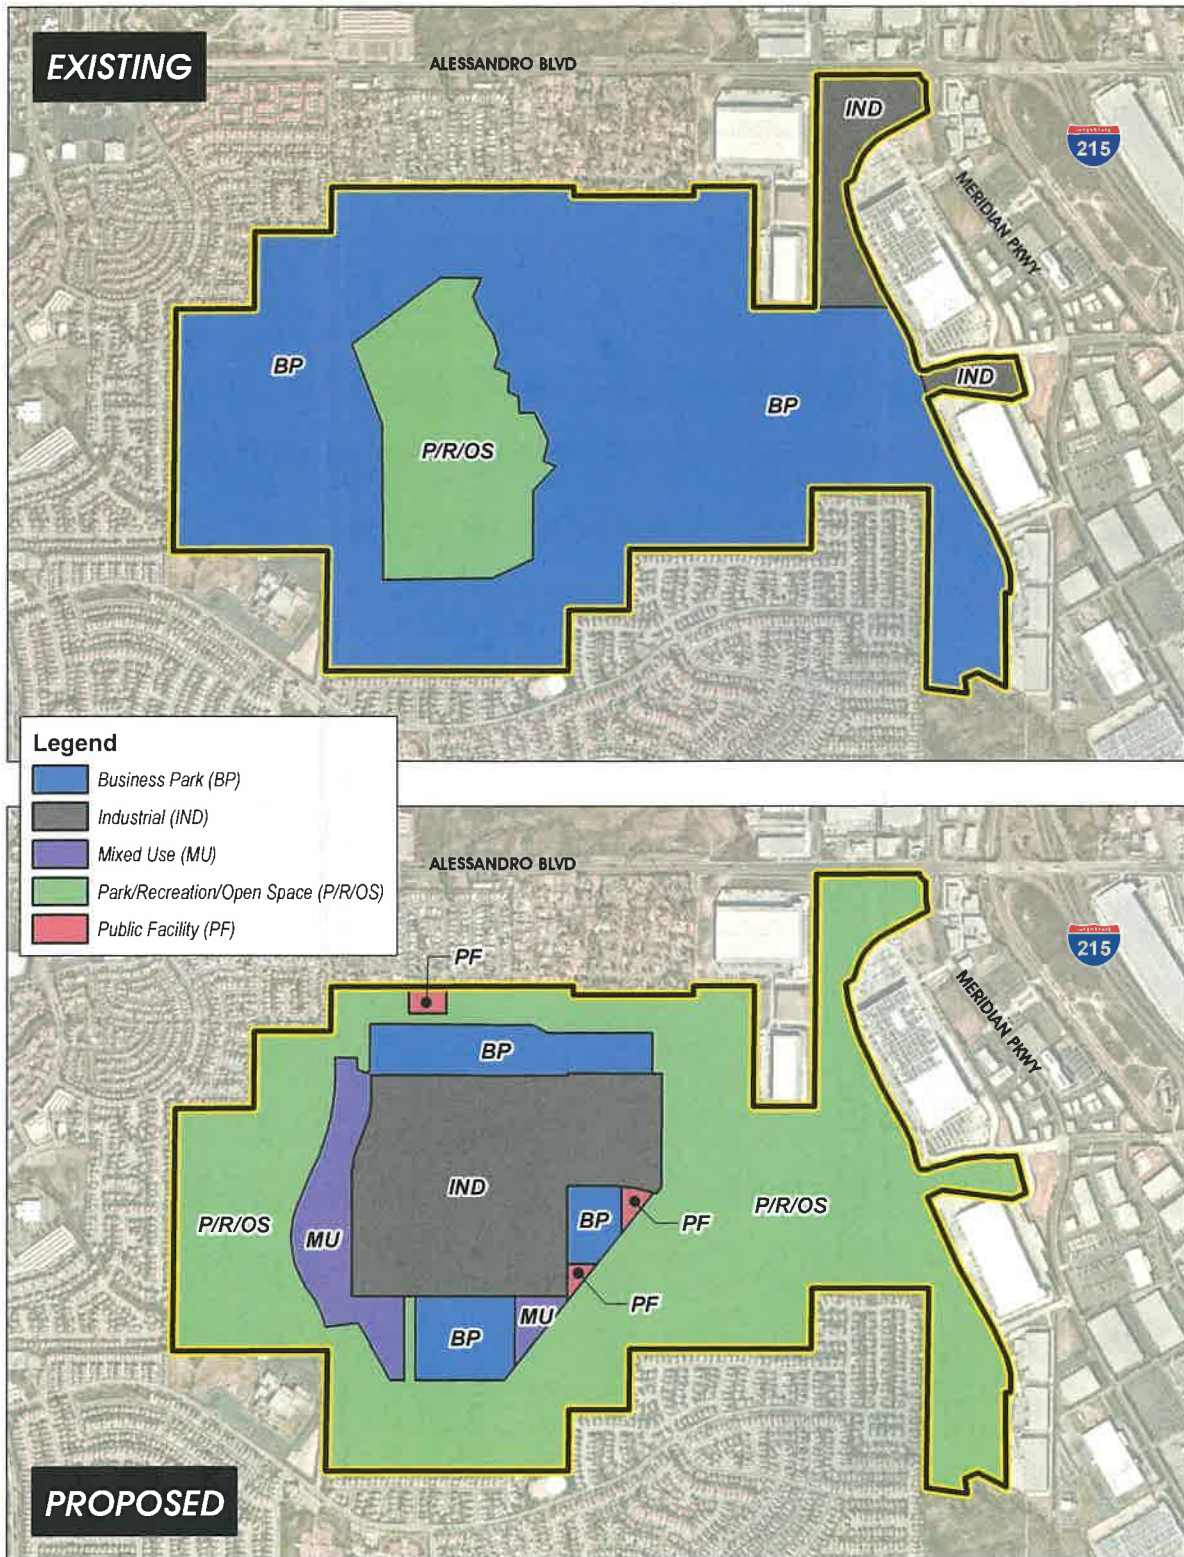 EXISTING
ALESSANDRO BLVD
IND
INTERSTATE
215
MERIDIAN PKWY
BP
IND
BP
P/R/OS
Legend
Business Park (BP)
Industrial (IND)
Mixed Use (MU)
Park/Recreation/Open Space (P/R/OS)
Public Facility (PF)
ALESSANDRO BLVD
INTERSTATE
215
PF
MERIDIAN PKWY
BP
IND
P/R/OS
P/R/OS
BP
PF
MU
PF
MU
BP
PROPOSED